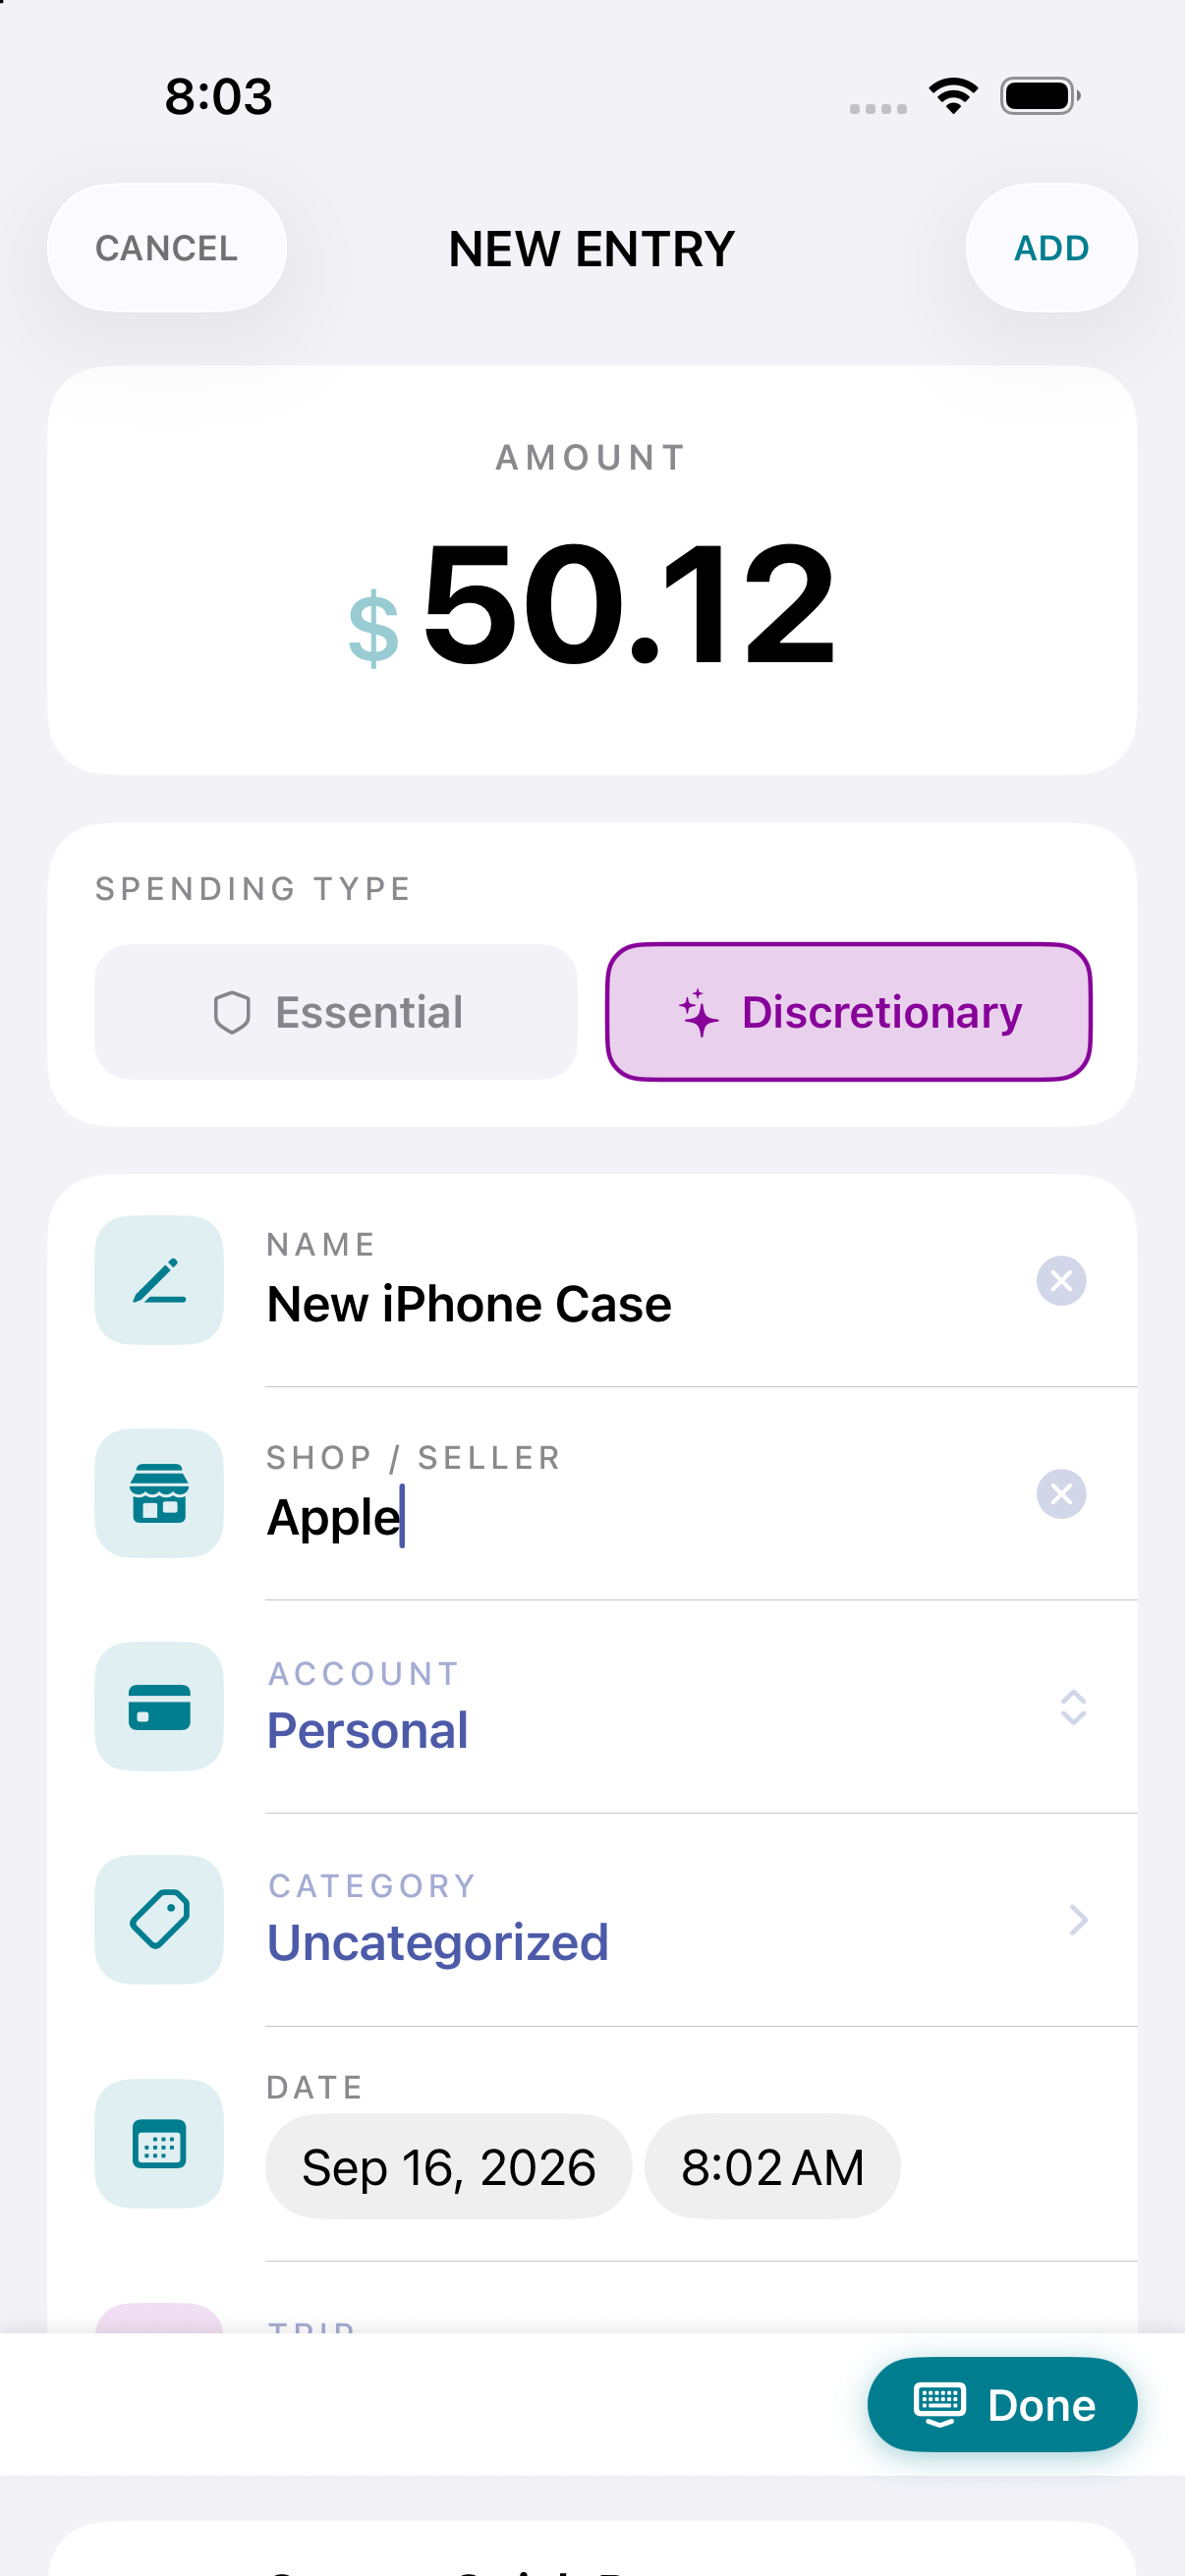 8:03
CANCEL
NEW ENTRY
ADD
AMOUNT
$ 50.12
SPENDING TYPE
Essential
Discretionary
NAME
New iPhone Case
SHOP / SELLER
Apple
ACCOUNT
Personal
CATEGORY
Uncategorized
DATE
Sep 16, 2026 8:02 AM
TRIP
Done